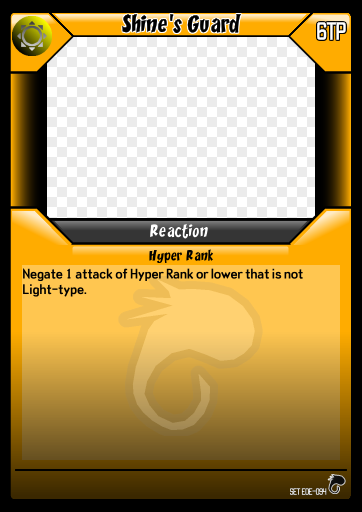 Shine's Guard
6TP
Reaction
Hyper Rank
Negate 1 attack of Hyper Rank or lower that is not
Light-type.
SET EOE-094